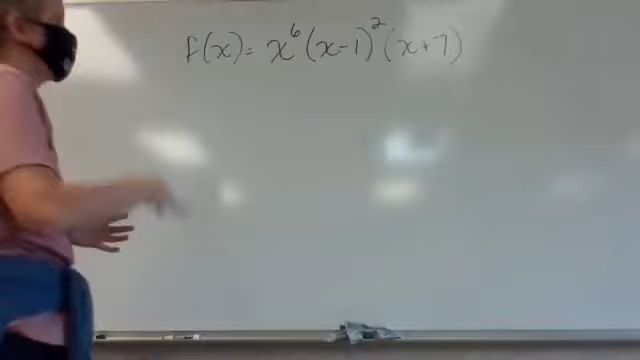 f(x) = x⁶(x-1)²(x+7)